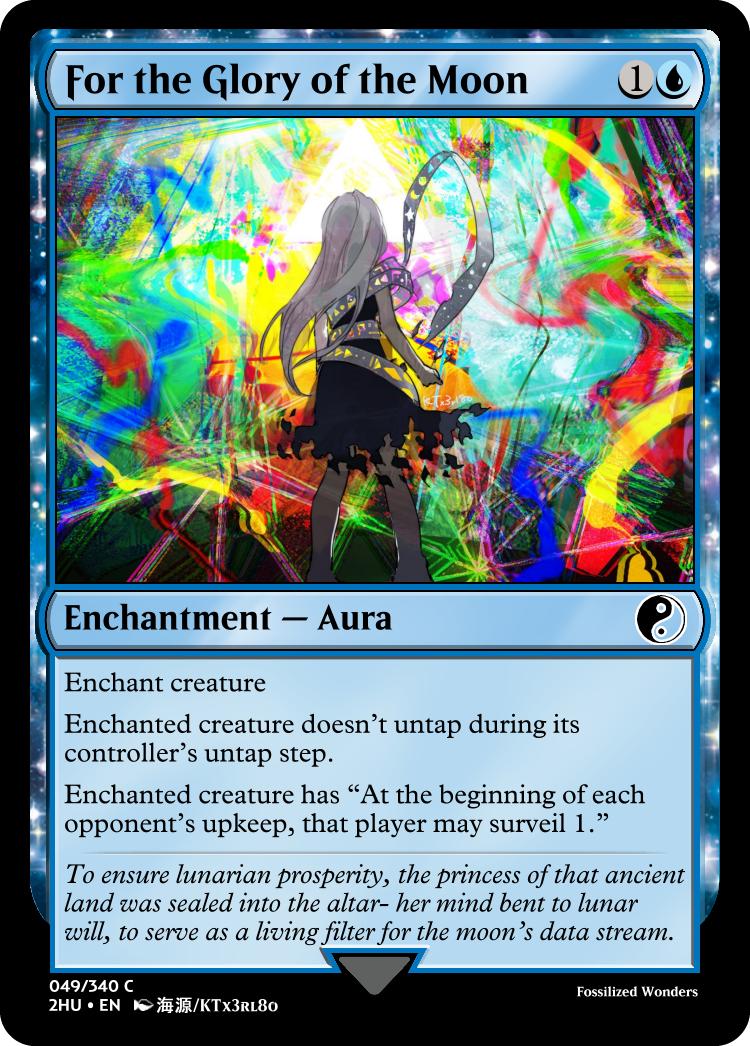 For the Glory of the Moon 1
KTx3rl80
Enchantment — Aura
Enchant creature
Enchanted creature doesn't untap during its
controller's untap step.
Enchanted creature has “At the beginning of each
opponent's upkeep, that player may surveil 1.”
To ensure lunarian prosperity, the princess of that ancient
land was sealed into the altar- her mind bent to lunar
will, to serve as a living filter for the moon's data stream.
049/340 C
2HU • EN 海源/KTx3rl80
Fossilized Wonders